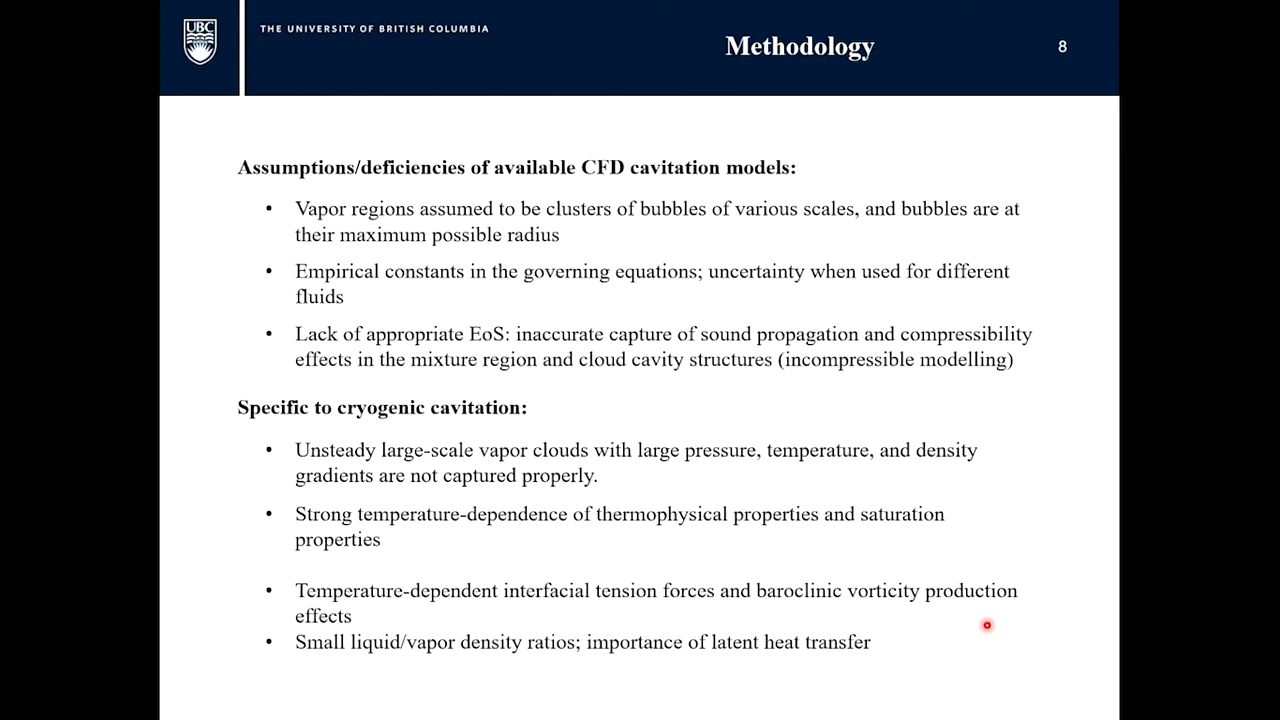 UBC
THE UNIVERSITY OF BRITISH COLUMBIA
Methodology
8
Assumptions/deficiencies of available CFD cavitation models:
• Vapor regions assumed to be clusters of bubbles of various scales, and bubbles are at
their maximum possible radius
• Empirical constants in the governing equations; uncertainty when used for different
fluids
• Lack of appropriate EoS: inaccurate capture of sound propagation and compressibility
effects in the mixture region and cloud cavity structures (incompressible modelling)
Specific to cryogenic cavitation:
• Unsteady large-scale vapor clouds with large pressure, temperature, and density
gradients are not captured properly.
• Strong temperature-dependence of thermophysical properties and saturation
properties
• Temperature-dependent interfacial tension forces and baroclinic vorticity production
effects
• Small liquid/vapor density ratios; importance of latent heat transfer